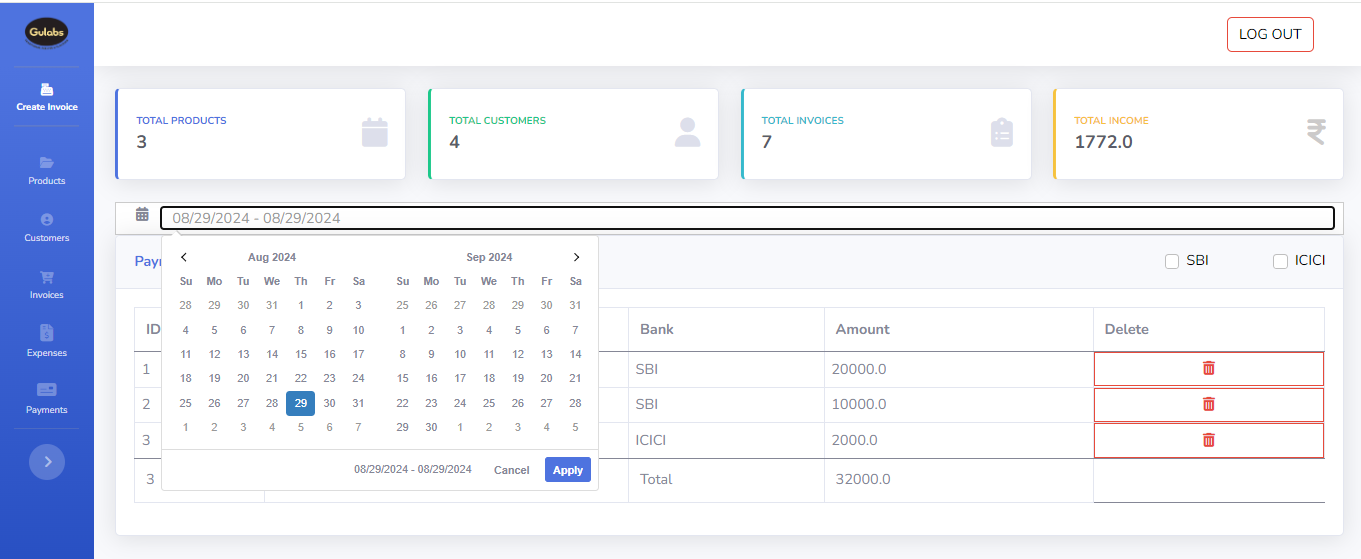 Gulabs
LOG OUT
Create Invoice
TOTAL PRODUCTS
3
TOTAL CUSTOMERS
4
TOTAL INVOICES
7
TOTAL INCOME
1772.0
Products
Customers
Invoices
Expenses
Payments
08/29/2024 - 08/29/2024
SBI ICICI
Aug 2024 Sep 2024
Su Mo Tu We Th Fr Sa Su Mo Tu We Th Fr Sa
28 29 30 31 1 2 3 25 26 27 28 29 30 31
4 5 6 7 8 9 10 1 2 3 4 5 6 7
11 12 13 14 15 16 17 8 9 10 11 12 13 14
18 19 20 21 22 23 24 15 16 17 18 19 20 21
25 26 27 28 29 30 31 22 23 24 25 26 27 28
1 2 3 4 5 6 7 29 30 1 2 3 4 5
08/29/2024 - 08/29/2024 Cancel Apply
ID Bank Amount Delete
1 SBI 20000.0
2 SBI 10000.0
3 ICICI 2000.0
3 Total 32000.0